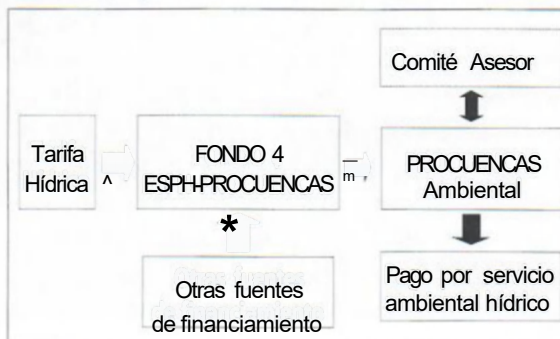 Comité Asesor
Tarifa
Hídrica ^
FONDO 4
ESPH-PROCUENCAS
m ,
PROCUENCAS
Ambiental
*
Otras fuentes
de financiamiento
Pago por servicio
ambiental hídrico